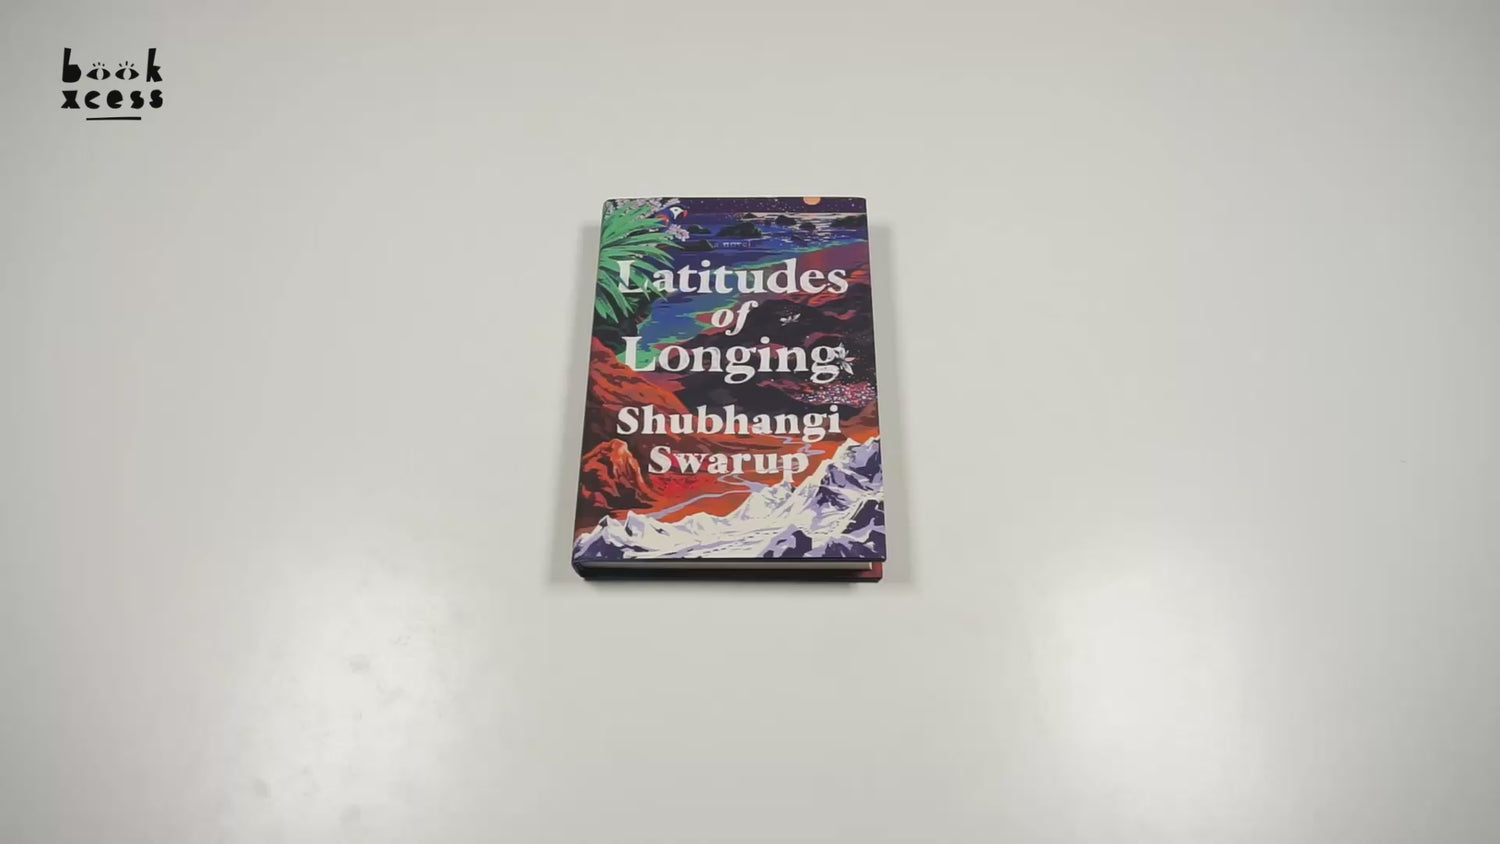 book
xcess
a novel
Latitudes
of
Longing
Shubhangi
Swarup